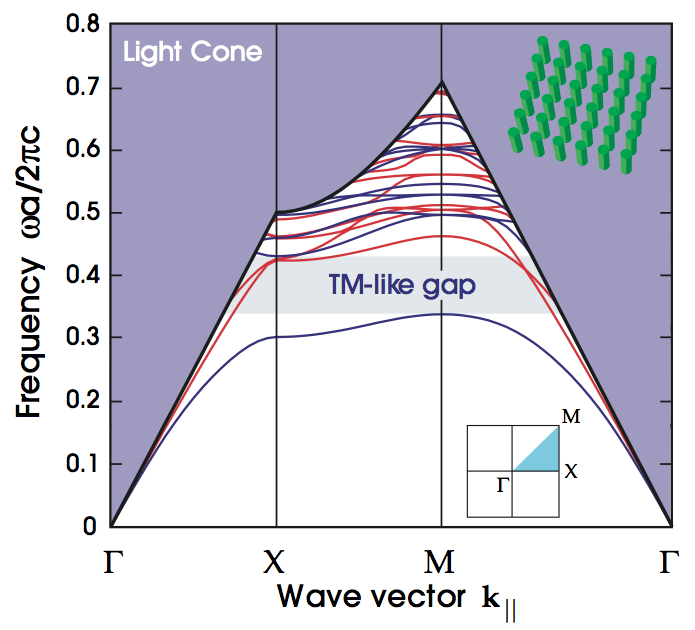 0.8
Light Cone
0.7
0.6
0.5
0.4
TM-like gap
0.3
0.2
0.1
0
M
X
Γ
Γ X M Γ
Frequency ωa/2πc
Wave vector k||